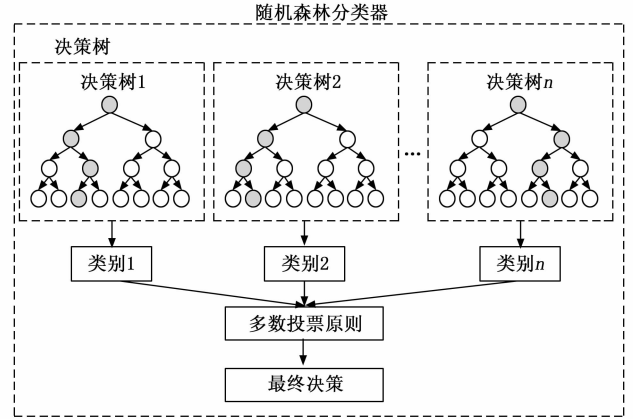 随机森林分类器
决策树
决策树1
决策树2
决策树n
...
类别1
类别2
类别n
多数投票原则
最终决策